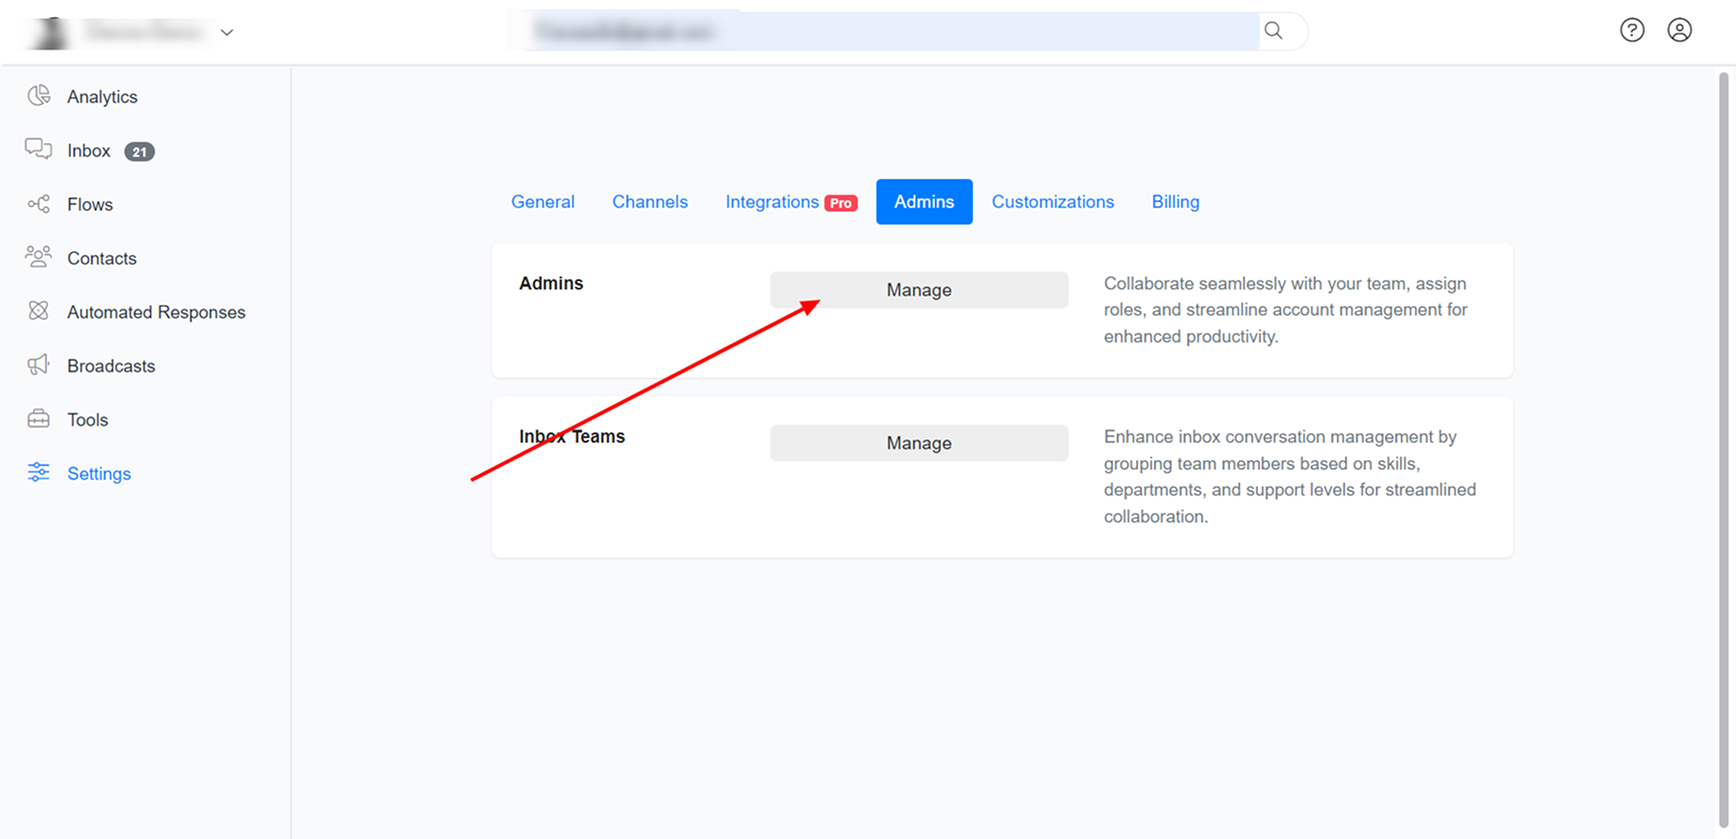 Analytics
Inbox 21
Flows
Contacts
Automated Responses
Broadcasts
Tools
Settings
General Channels Integrations Pro Admins Customizations Billing
Admins
Manage
Collaborate seamlessly with your team, assign
roles, and streamline account management for
enhanced productivity.
Inbox Teams
Manage
Enhance inbox conversation management by
grouping team members based on skills,
departments, and support levels for streamlined
collaboration.